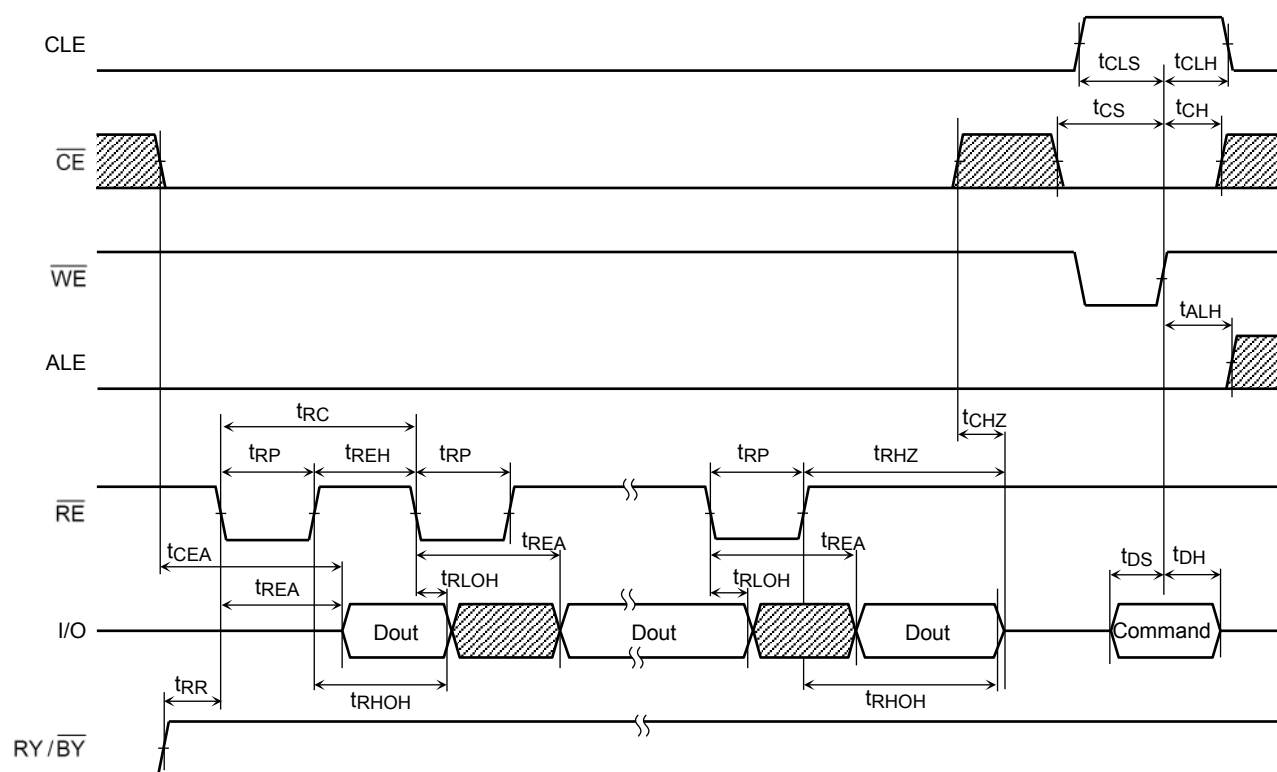 CLE
tCLS tCLH
tCS tCH
CE
WE
tALH
ALE
tRC
tCHZ
tRP tREH tRP tRP tRHZ
RE
tCEA
tREA tREA
tDS tDH
tREA tRLOH tRLOH
I/O
Dout Dout Dout Command
tRR
tRHOH tRHOH
RY/BY